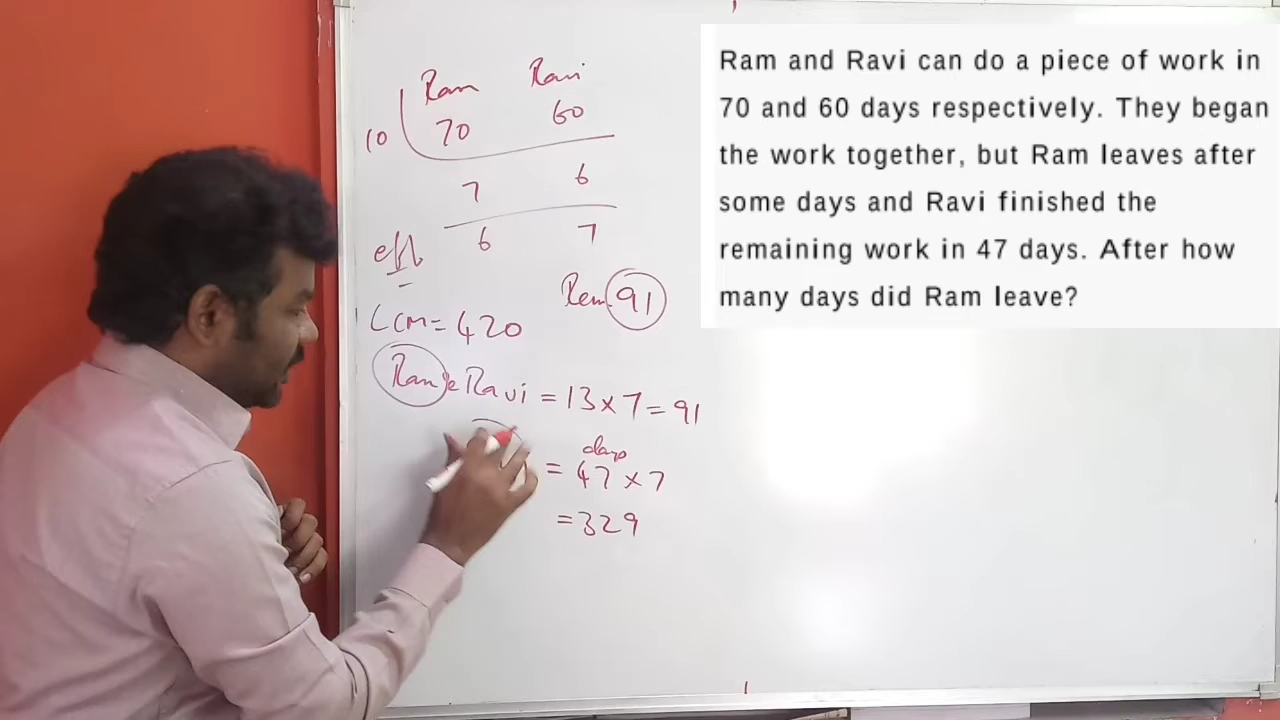 Ram Ravi
10 70 60
7 6
eff 6 7
Rem 91
LCM = 420
Ram & Ravi = 13 × 7 = 91
days
= 47 × 7
= 329
Ram and Ravi can do a piece of work in
70 and 60 days respectively. They began
the work together, but Ram leaves after
some days and Ravi finished the
remaining work in 47 days. After how
many days did Ram leave?